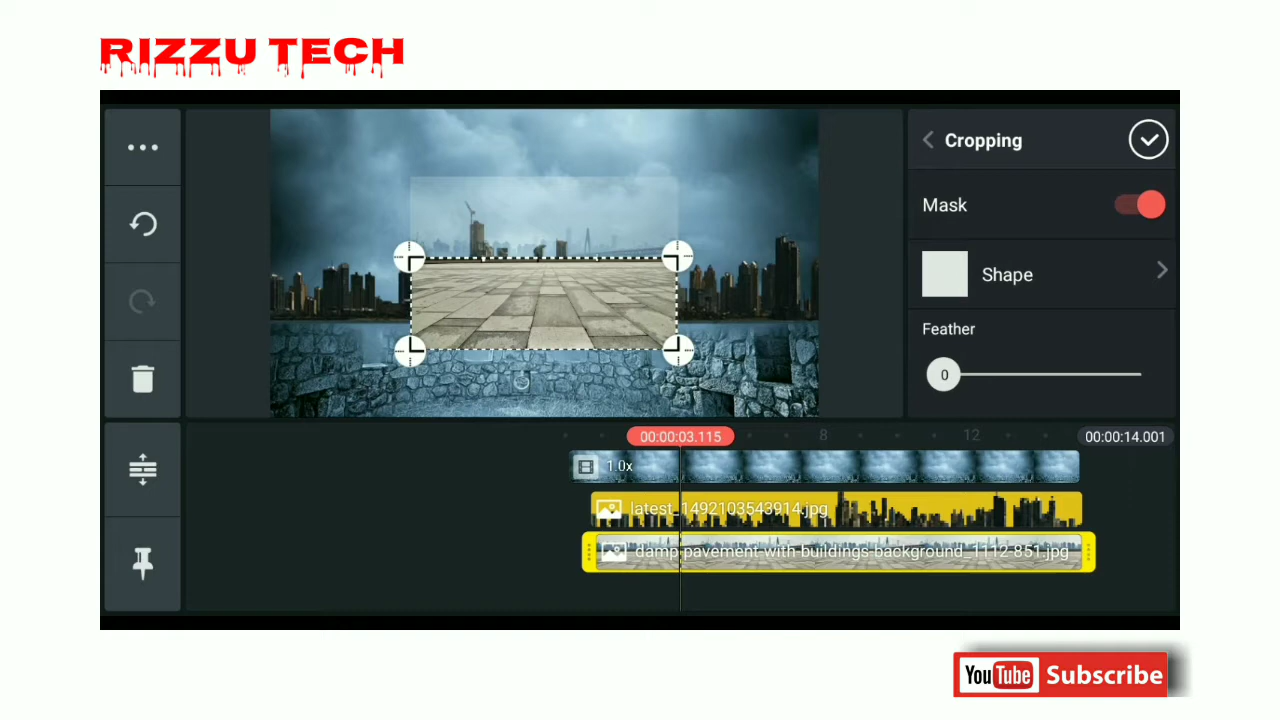 RIZZU TECH
Cropping
Mask
Shape
Feather
0
00:00:03.115
8
12
00:00:14.001
1.0x
latest_1492103543914.jpg
damp-pavement-with-buildings-background_1112-851.jpg
YouTube Subscribe